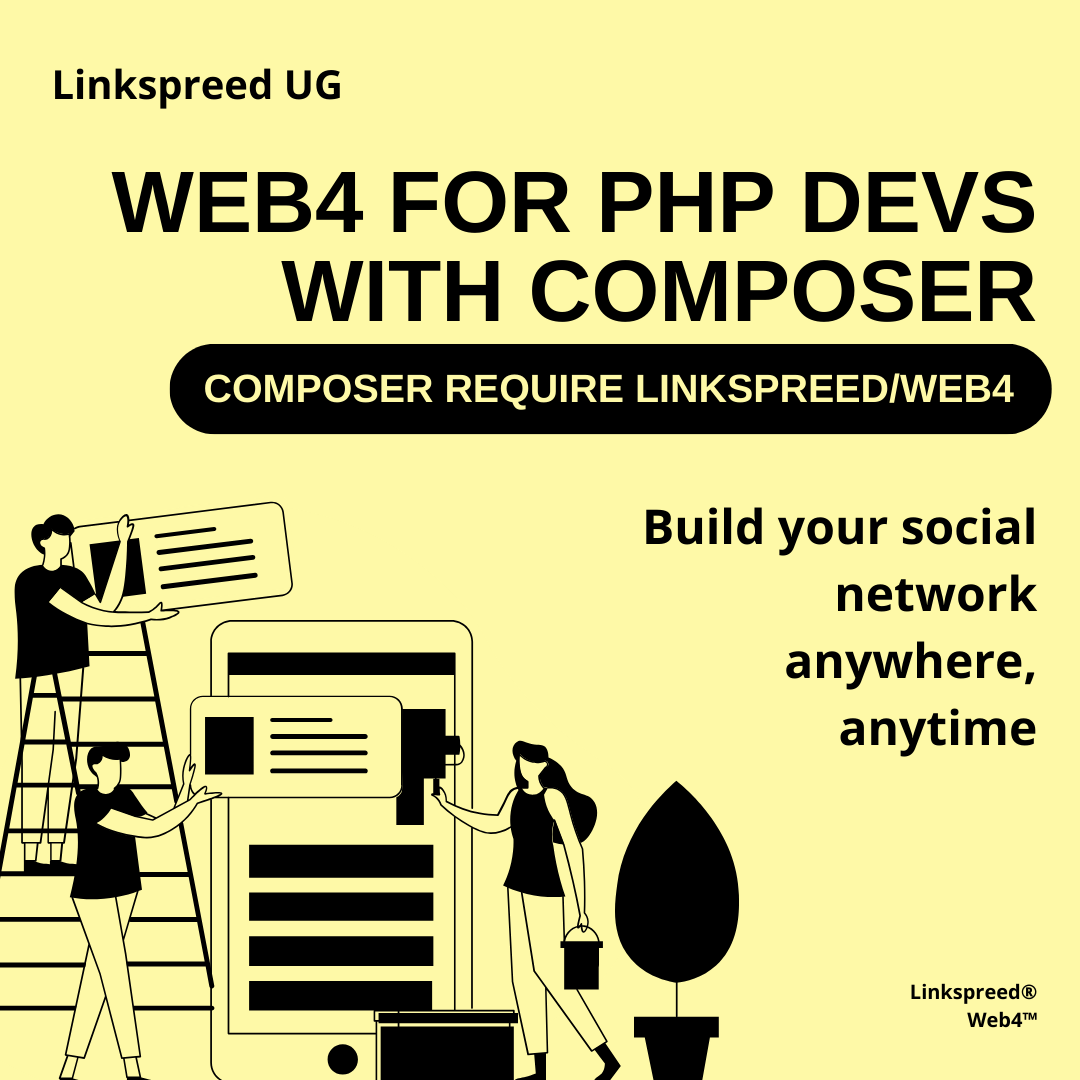 Linkspreed UG
WEB4 FOR PHP DEVS
WITH COMPOSER
COMPOSER REQUIRE LINKSPREED/WEB4
Build your social
network
anywhere,
anytime
Linkspreed®
Web4™